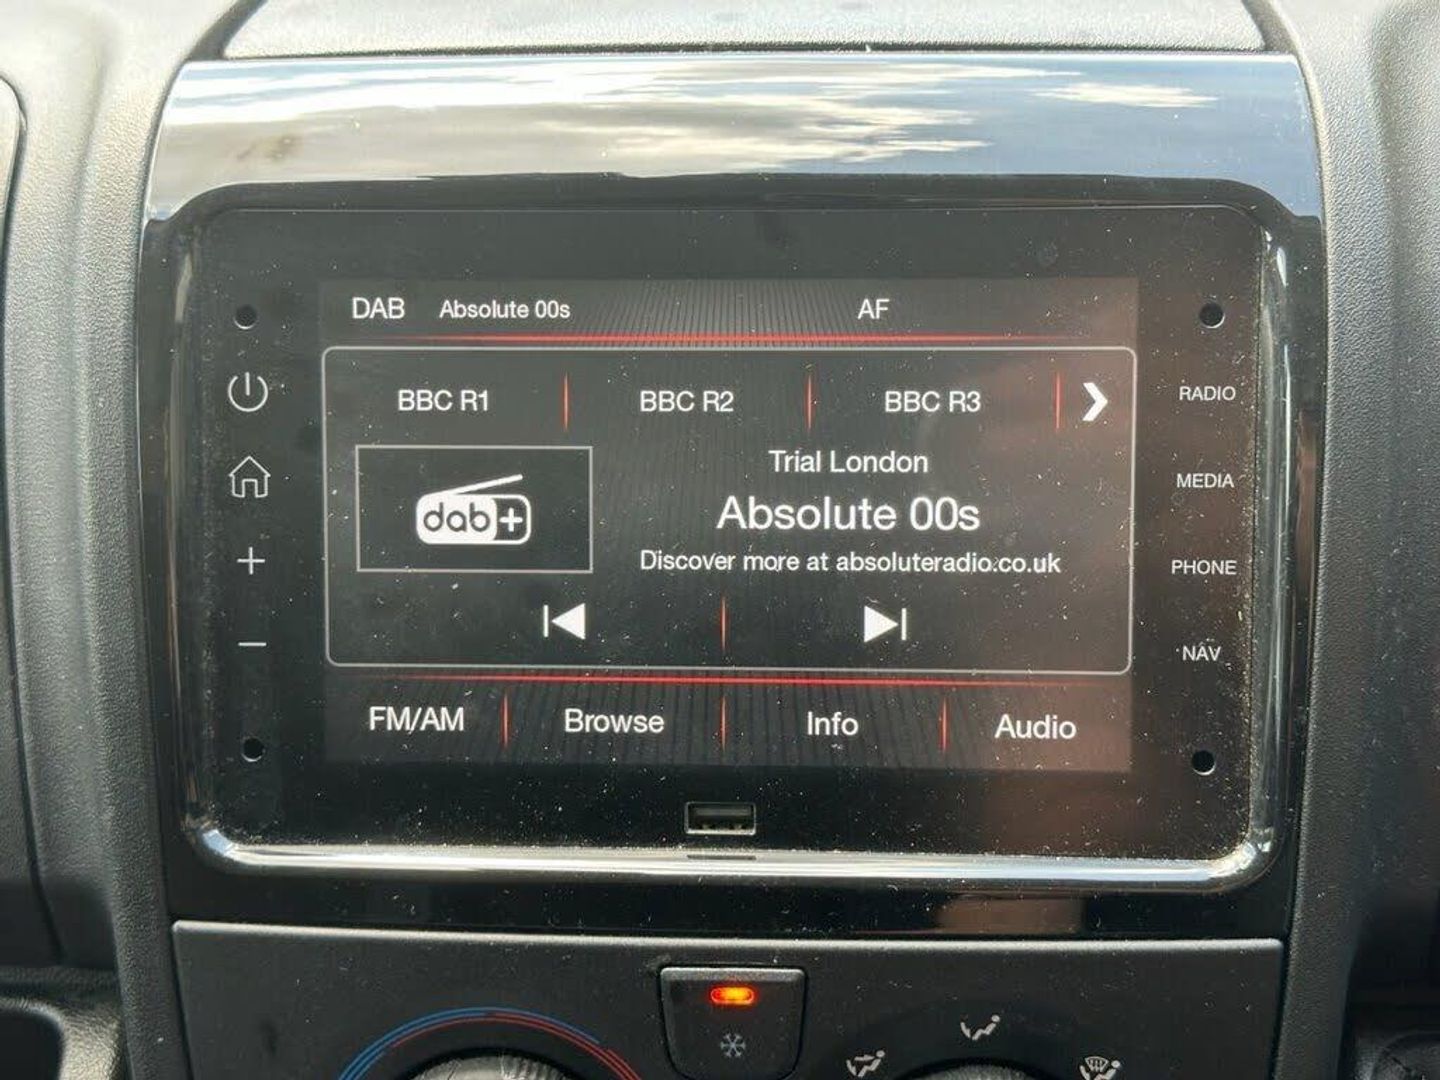 DAB Absolute 00s AF
BBC R1 BBC R2 BBC R3
RADIO
Trial London
MEDIA
dab+
Absolute 00s
Discover more at absoluteradio.co.uk
PHONE
NAV
FM/AM Browse Info Audio